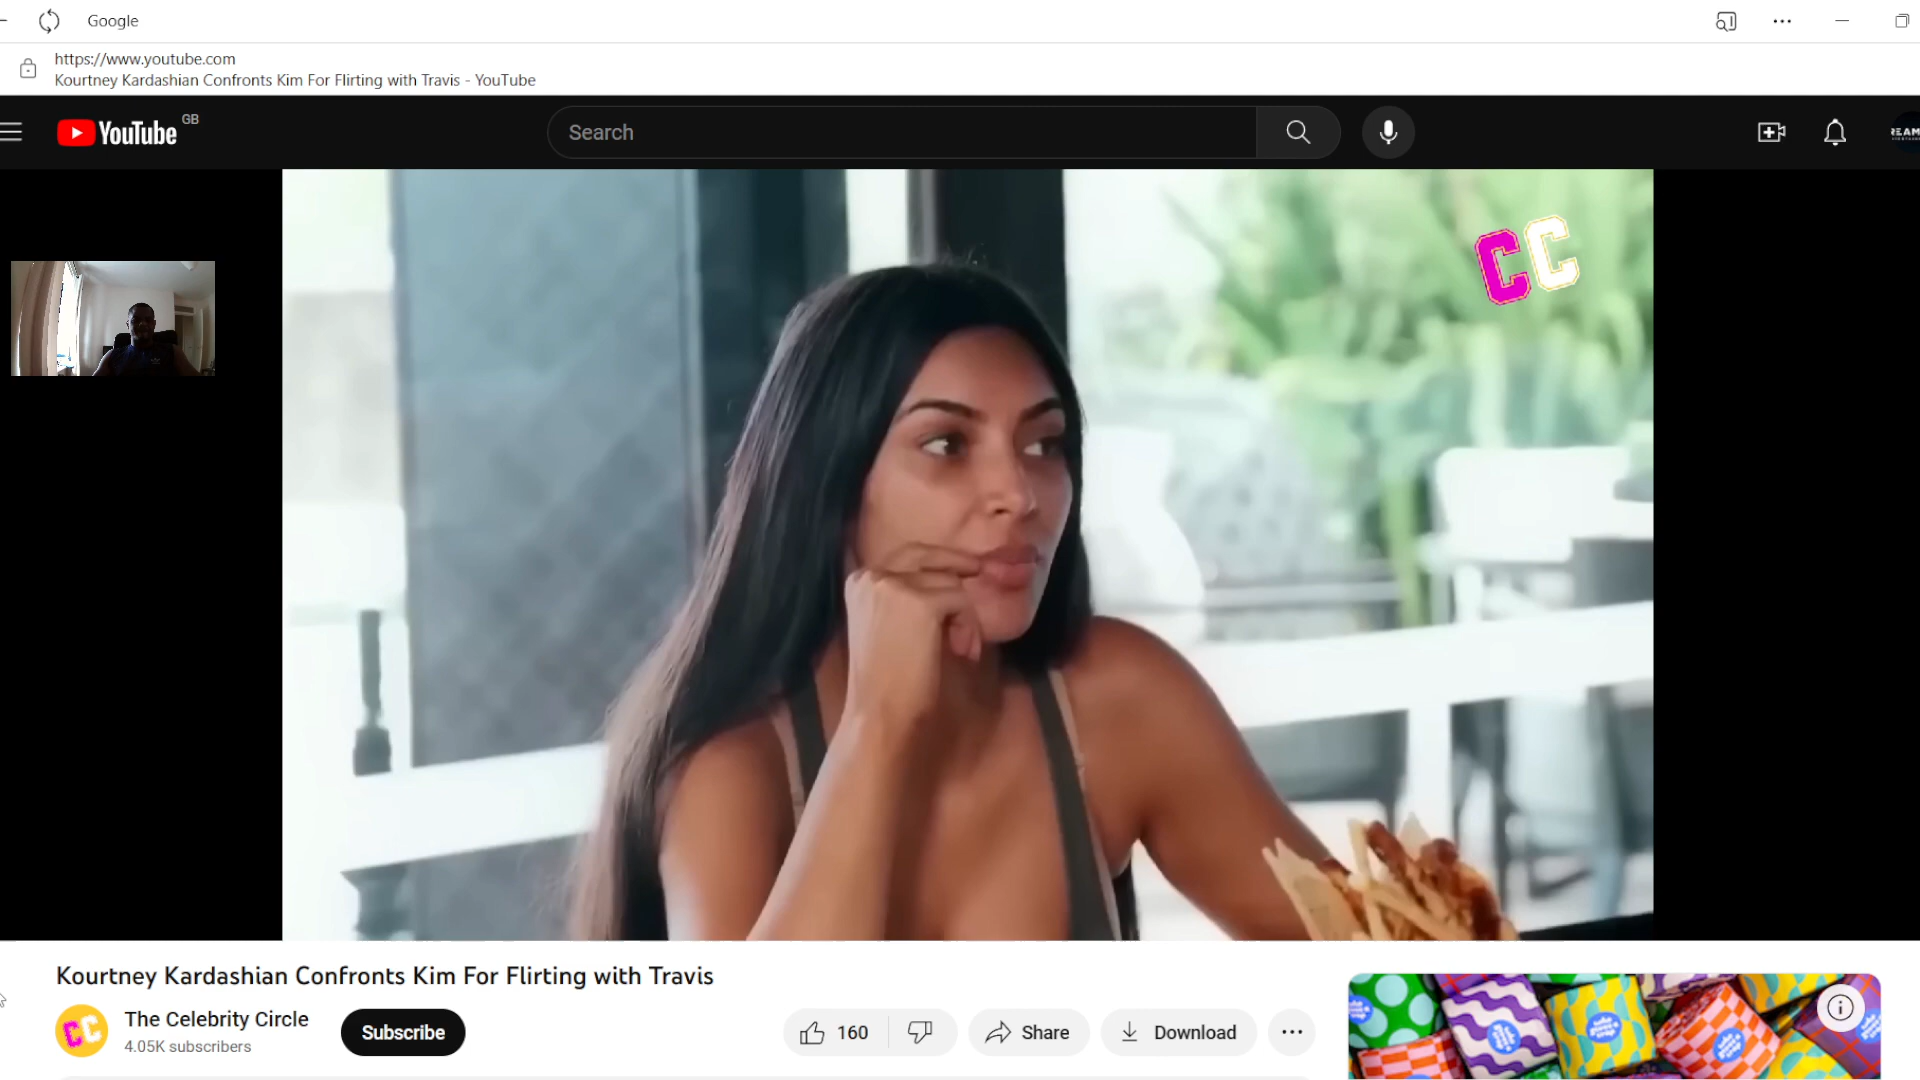 Google
https://www.youtube.com
Kourtney Kardashian Confronts Kim For Flirting with Travis - YouTube
YouTube GB
Search
CC
Kourtney Kardashian Confronts Kim For Flirting with Travis
CC
The Celebrity Circle
4.05K subscribers
Subscribe
160
Share
Download